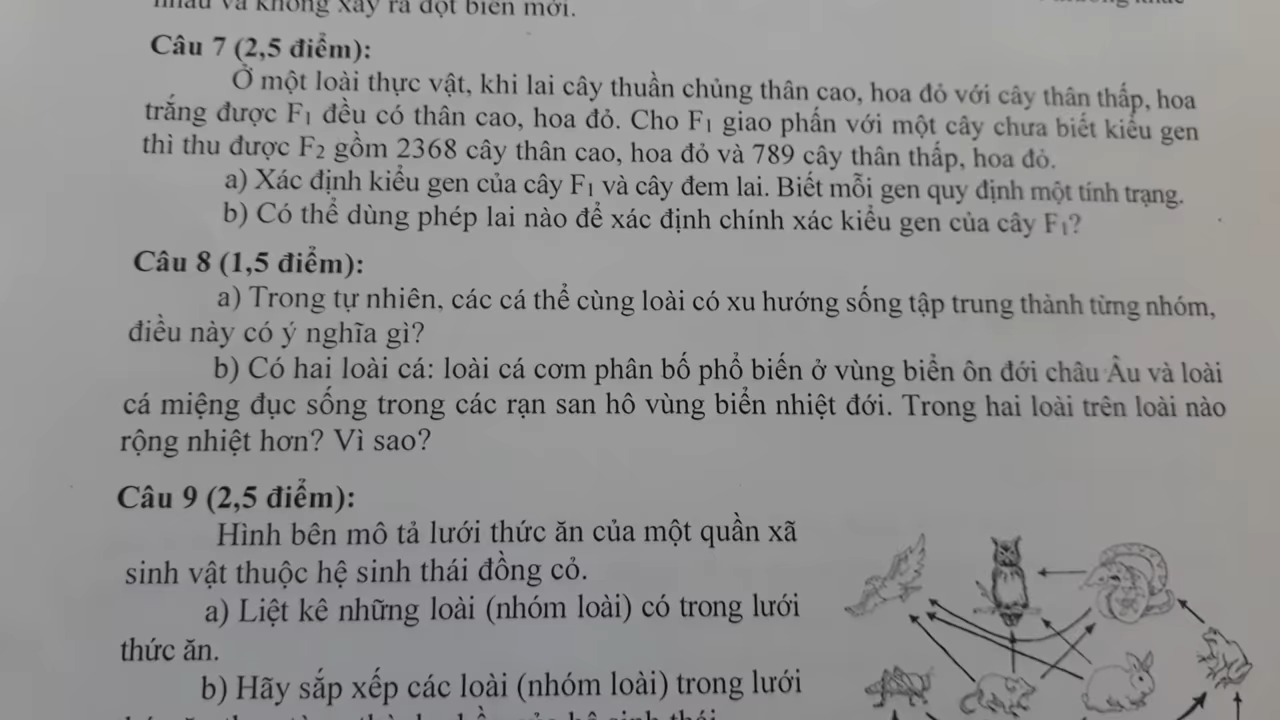 nhau và không xảy ra đột biến mới.
Câu 7 (2,5 điểm):
Ở một loài thực vật, khi lai cây thuần chủng thân cao, hoa đỏ với cây thân thấp, hoa
trắng được F₁ đều có thân cao, hoa đỏ. Cho F₁ giao phấn với một cây chưa biết kiểu gen
thì thu được F₂ gồm 2368 cây thân cao, hoa đỏ và 789 cây thân thấp, hoa đỏ.
a) Xác định kiểu gen của cây F₁ và cây đem lai. Biết mỗi gen quy định một tính trạng.
b) Có thể dùng phép lai nào để xác định chính xác kiểu gen của cây F₁?
Câu 8 (1,5 điểm):
a) Trong tự nhiên, các cá thể cùng loài có xu hướng sống tập trung thành từng nhóm,
điều này có ý nghĩa gì?
b) Có hai loài cá: loài cá cơm phân bố phổ biến ở vùng biển ôn đới châu Âu và loài
cá miệng đục sống trong các rạn san hô vùng biển nhiệt đới. Trong hai loài trên loài nào
rộng nhiệt hơn? Vì sao?
Câu 9 (2,5 điểm):
Hình bên mô tả lưới thức ăn của một quần xã
sinh vật thuộc hệ sinh thái đồng cỏ.
a) Liệt kê những loài (nhóm loài) có trong lưới
thức ăn.
b) Hãy sắp xếp các loài (nhóm loài) trong lưới